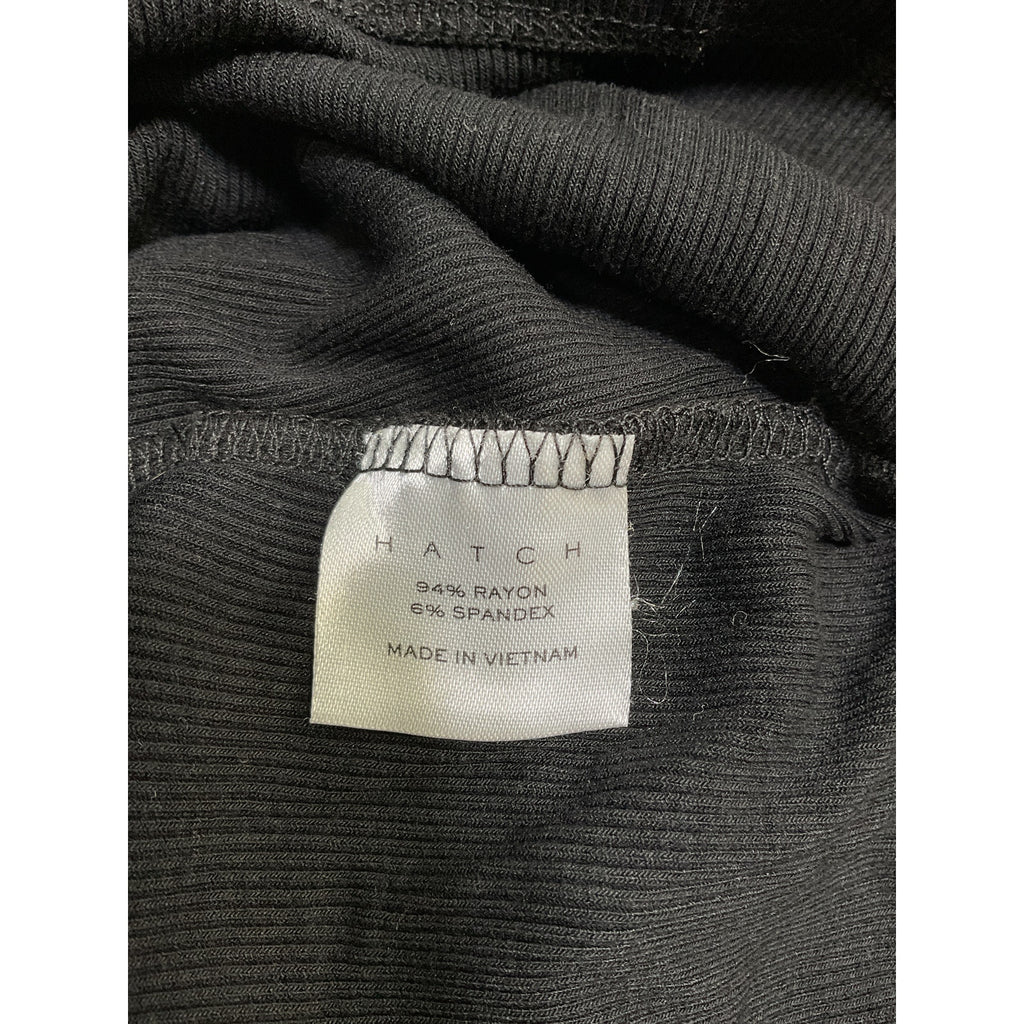 HATCH
94% RAYON
6% SPANDEX
MADE IN VIETNAM